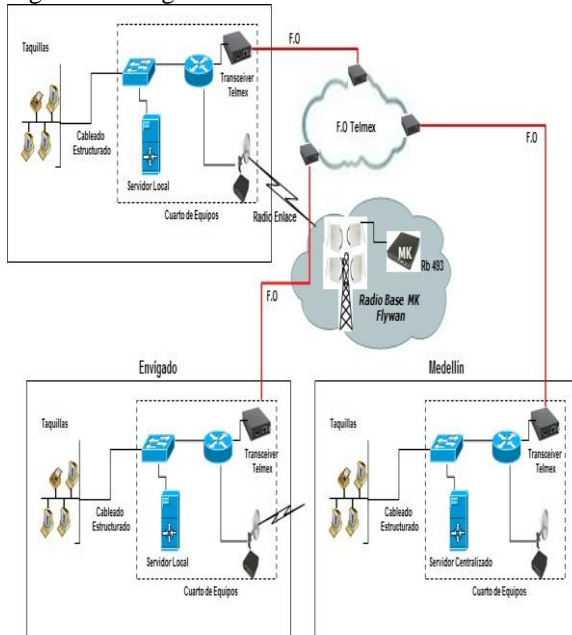 Taquillas
Transceiver
Telmex
Cableado
Estructurado
Servidor Local
Cuarto de Equipos
F.O
F.O Telmex
F.O
Radio Enlace
MK
Rb 493
Radio Base MK
Flywan
F.O
Envigado
Taquillas
Transceiver
Telmex
Cableado
Estructurado
Servidor Local
Cuarto de Equipos
Medellín
Taquillas
Transceiver
Telmex
Cableado
Estructurado
Servidor Centralizado
Cuarto de Equipos